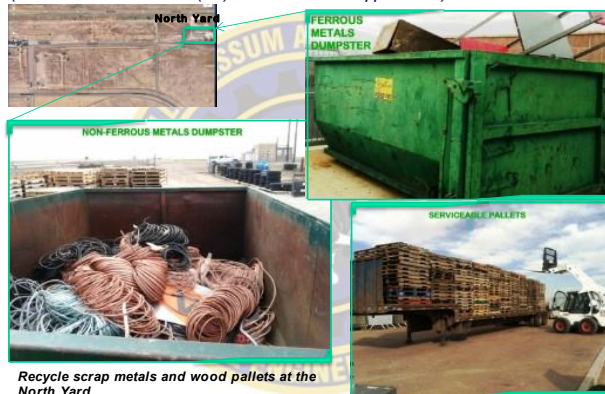 North Yard
FERROUS
METALS
DUMPSTER
NON-FERROUS METALS DUMPSTER
SERVICEABLE PALLETS
Recycle scrap metals and wood pallets at the
North Yard